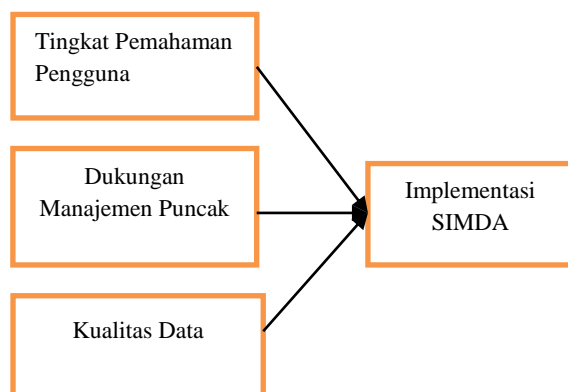 Tingkat Pemahaman
Pengguna
Dukungan
Manajemen Puncak
Implementasi
SIMDA
Kualitas Data